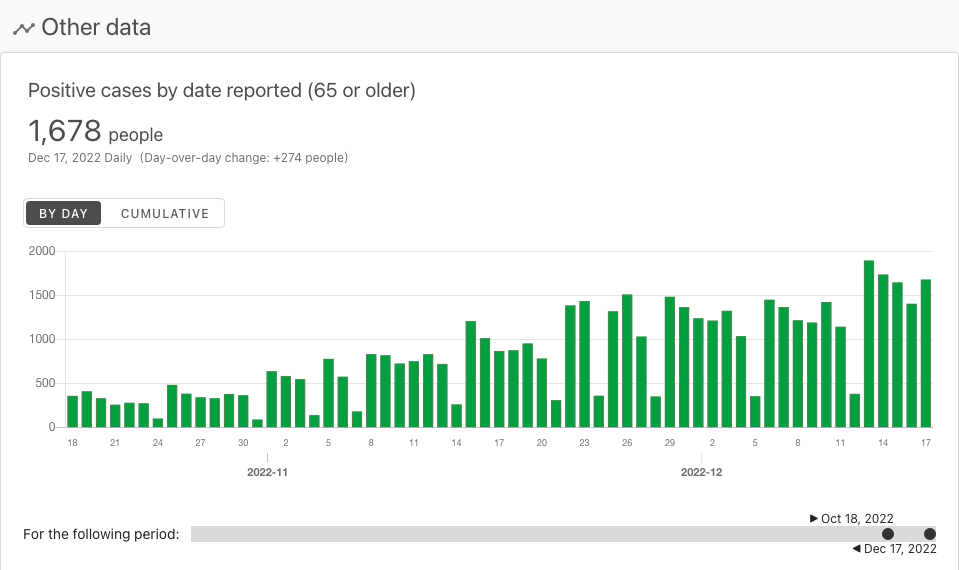 Other data
Positive cases by date reported (65 or older)
1,678 people
Dec 17, 2022 Daily (Day-over-day change: +274 people)
BY DAY CUMULATIVE
2000
1500
1000
500
0
18 21 24 27 30 2 5 8 11 14 17 20 23 26 29 2 5 8 11 14 17
2022-11 2022-12
▶ Oct 18, 2022
For the following period:
◀ Dec 17, 2022